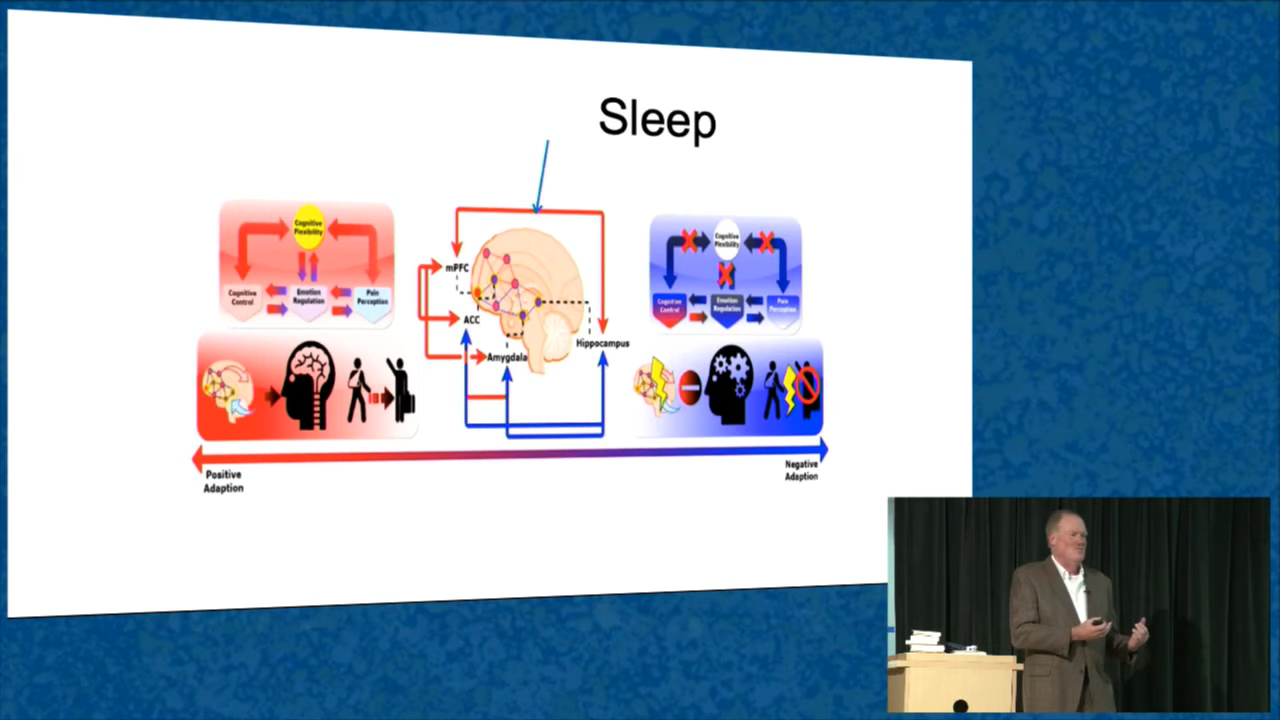 Sleep
Cognitive
Flexibility
Cognitive
Control
Emotion
Regulation
Pain
Perception
mPFC
ACC
Amygdala
Hippocampus
Cognitive
Flexibility
Cognitive
Control
Emotion
Regulation
Pain
Perception
Positive
Adaption
Negative
Adaption